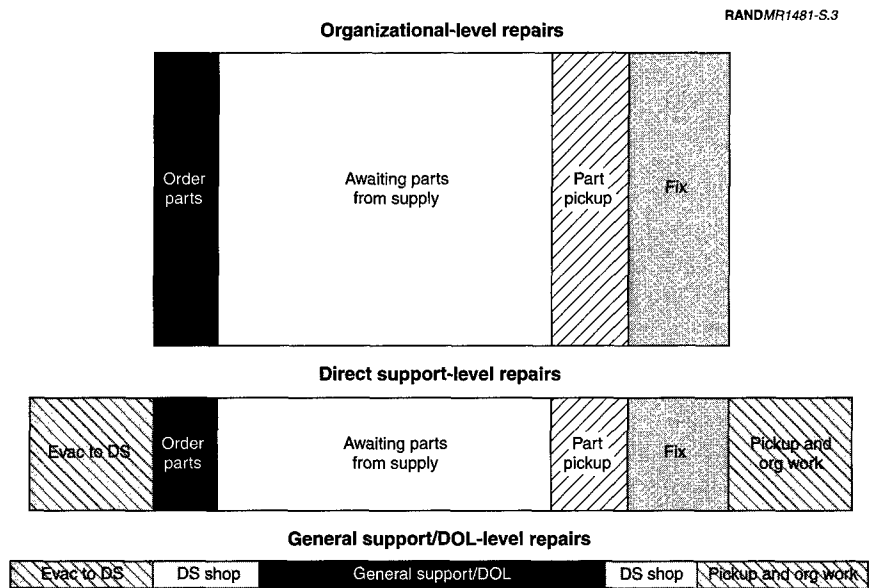 RANDMR1481-S.3
Organizational-level repairs
Order
parts
Awaiting parts
from supply
Part
pickup
Fix
Direct support-level repairs
Evac to DS
Order
parts
Awaiting parts
from supply
Part
pickup
Fix
Pickup and
org work
General support/DOL-level repairs
Evac to DS
DS shop
General support/DOL
DS shop
Pickup and org work